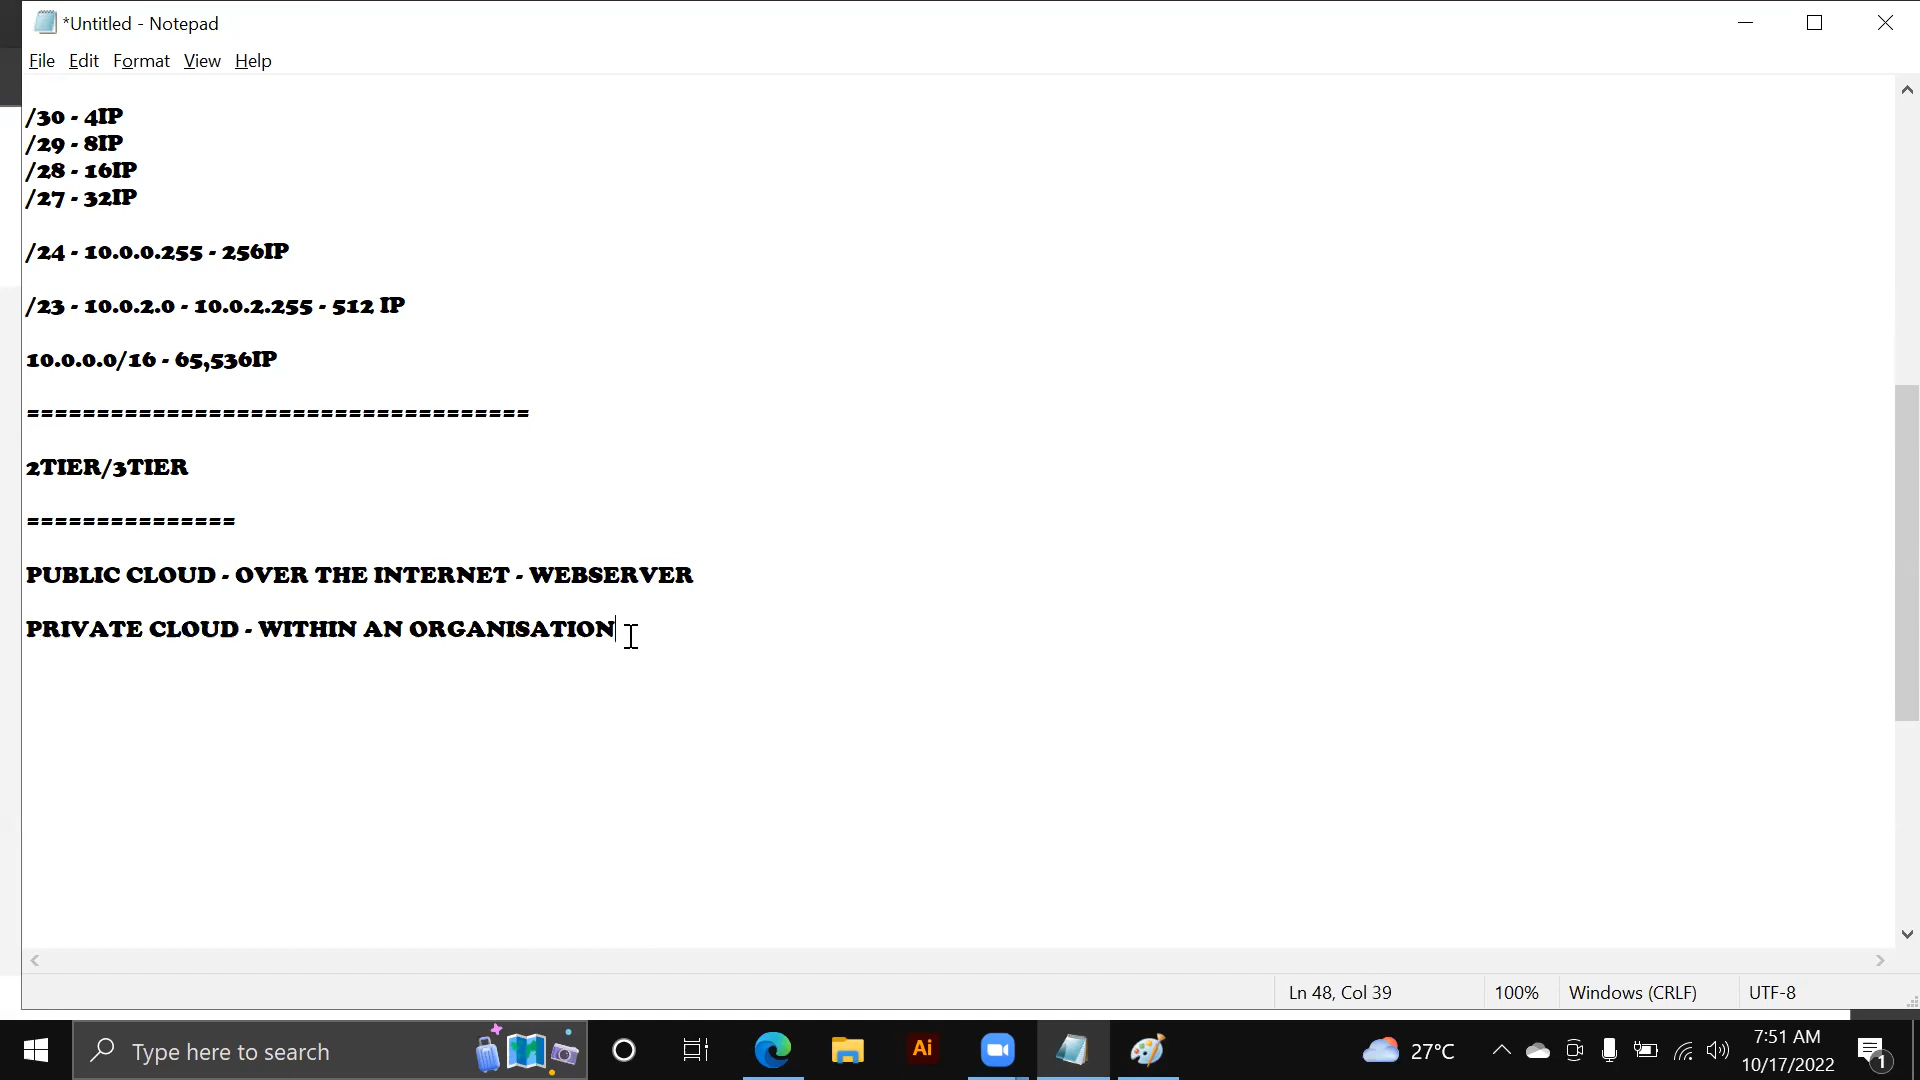 *Untitled - Notepad
File Edit Format View Help
/30 - 4IP
/29 - 8IP
/28 - 16IP
/27 - 32IP
/24 - 10.0.0.255 - 256IP
/23 - 10.0.2.0 - 10.0.2.255 - 512 IP
10.0.0.0/16 - 65,536IP
====================================
2TIER/3TIER
===============
PUBLIC CLOUD - OVER THE INTERNET - WEBSERVER
PRIVATE CLOUD - WITHIN AN ORGANISATION
Ln 48, Col 39 100% Windows (CRLF) UTF-8
Type here to search Ai 27°C 7:51 AM
10/17/2022 1